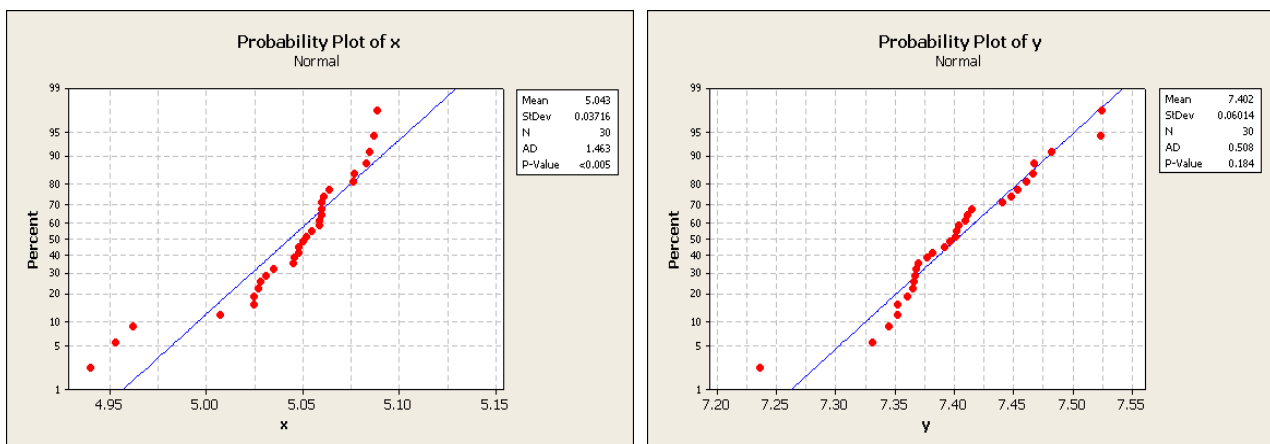 Probability Plot of x
Normal
99
95
90
80
70
60
50
40
30
20
10
5
1
Percent
4.95 5.00 5.05 5.10 5.15
x
Mean 5.043
StDev 0.03716
N 30
AD 1.463
P-Value <0.005
Probability Plot of y
Normal
99
95
90
80
70
60
50
40
30
20
10
5
1
Percent
7.20 7.25 7.30 7.35 7.40 7.45 7.50 7.55
y
Mean 7.402
StDev 0.06014
N 30
AD 0.508
P-Value 0.184